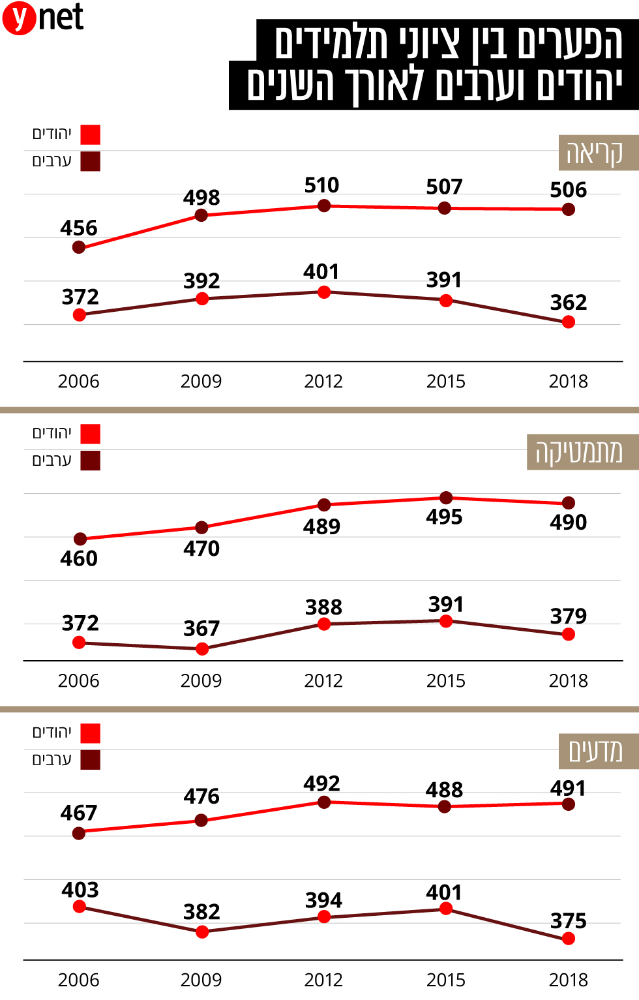 ynet
הפערים בין ציוני תלמידים
יהודים וערבים לאורך השנים
קריאה
יהודים
ערבים
456 498 510 507 506
372 392 401 391 362
2006 2009 2012 2015 2018
מתמטיקה
יהודים
ערבים
460 470 489 495 490
372 367 388 391 379
2006 2009 2012 2015 2018
מדעים
יהודים
ערבים
467 476 492 488 491
403 382 394 401 375
2006 2009 2012 2015 2018